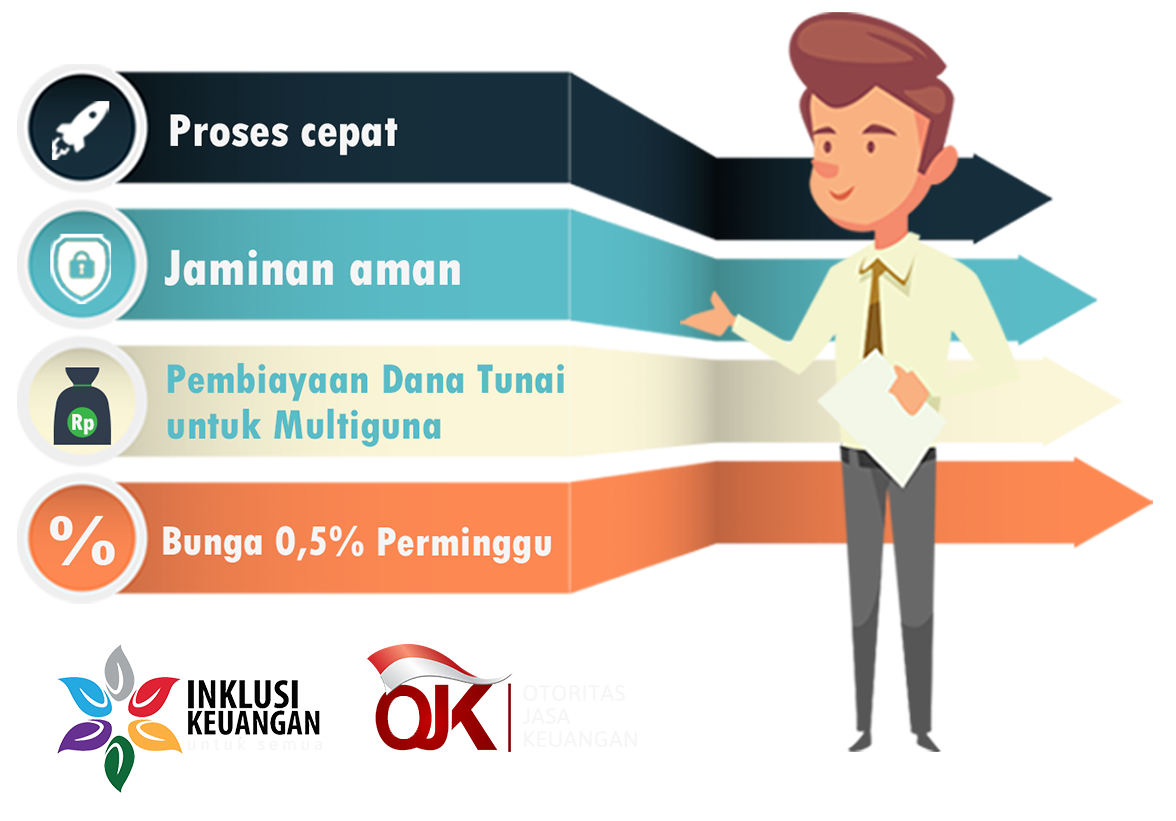 Proses cepat
Jaminan aman
Pembiayaan Dana Tunai
untuk Multiguna
Rp
%
Bunga 0,5% Perminggu
INKLUSI
KEUANGAN
untuk semua
OJK
OTORITAS
JASA
KEUANGAN